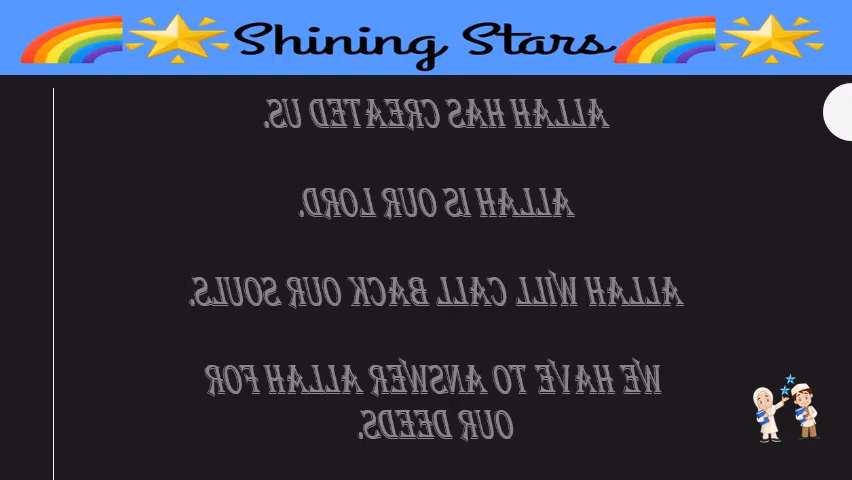 Shining Stars
ALLAH HAS CREATED US.
ALLAH IS OUR LORD.
ALLAH WILL CALL BACK OUR SOULS.
WE HAVE TO ANSWER ALLAH FOR
OUR DEEDS.